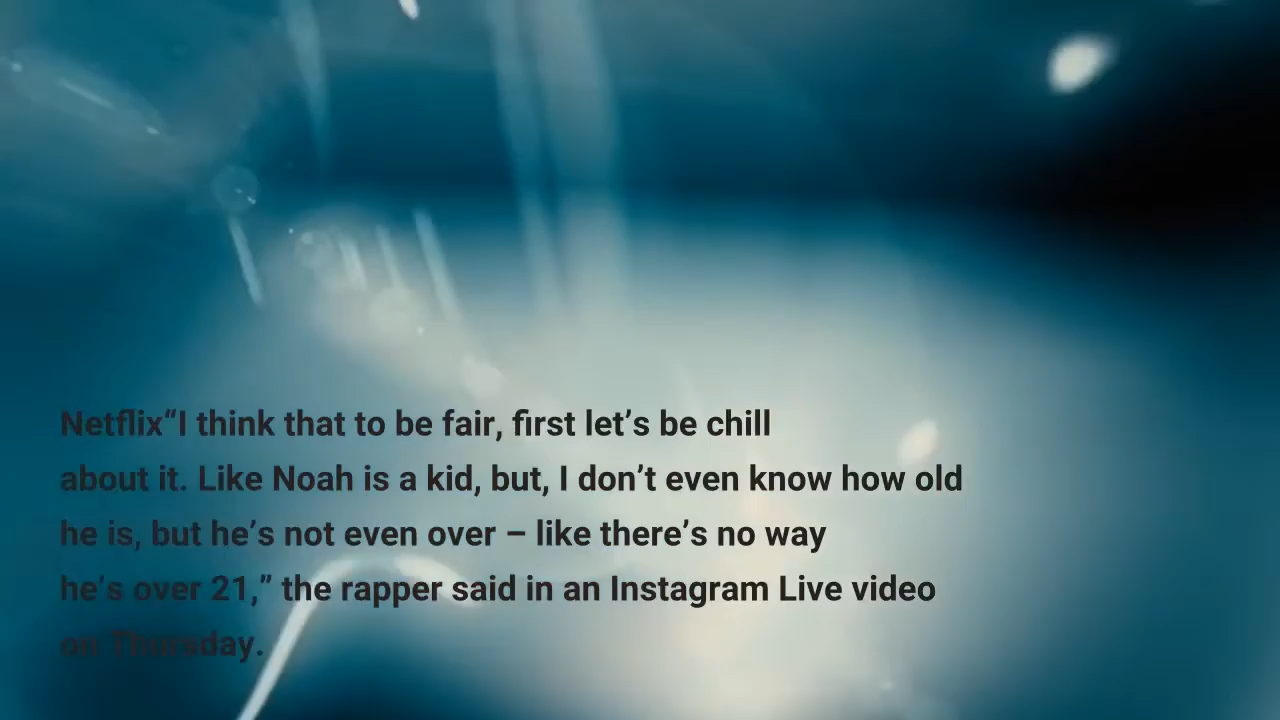 Netflix“I think that to be fair, first let’s be chill
about it. Like Noah is a kid, but, I don’t even know how old
he is, but he’s not even over – like there’s no way
he’s over 21,” the rapper said in an Instagram Live video
on Thursday.